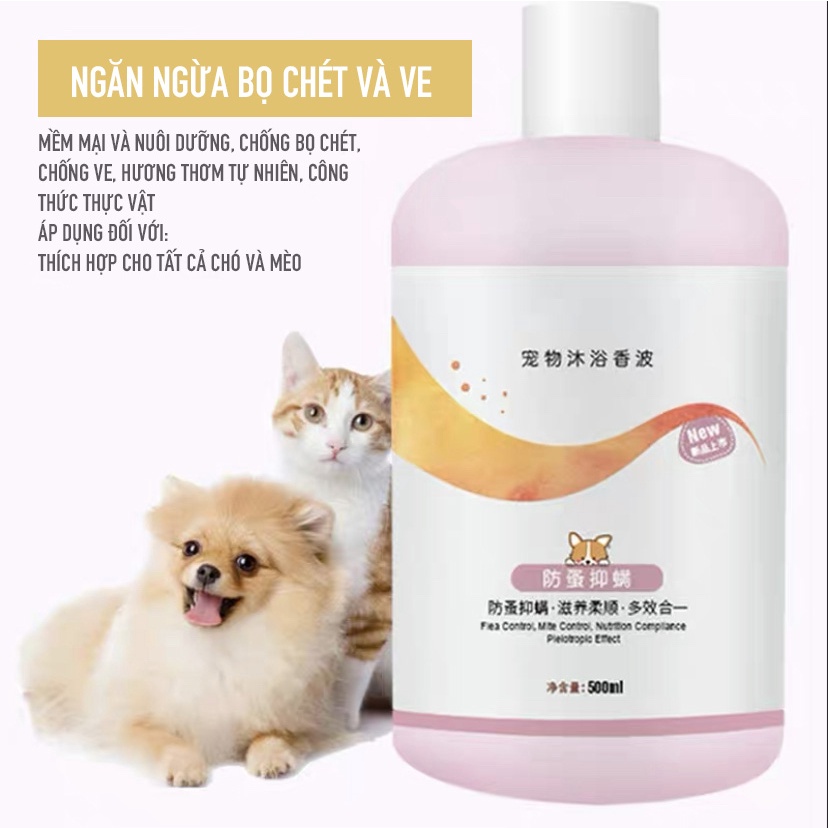 NGĂN NGỪA BỌ CHÉT VÀ VE
MỀM MẠI VÀ NUÔI DƯỠNG, CHỐNG BỌ CHÉT,
CHỐNG VE, HƯƠNG THƠM TỰ NHIÊN, CÔNG
THỨC THỰC VẬT
ÁP DỤNG ĐỐI VỚI:
THÍCH HỢP CHO TẤT CẢ CHÓ VÀ MÈO
宠物沐浴香波
New
新品上市
防蚤抑螨
防蚤抑螨·滋养柔顺·多效合一
Flea Control, Mite Control, Nutrition Compliance
Pleiotropic Effect
净含量: 500ml